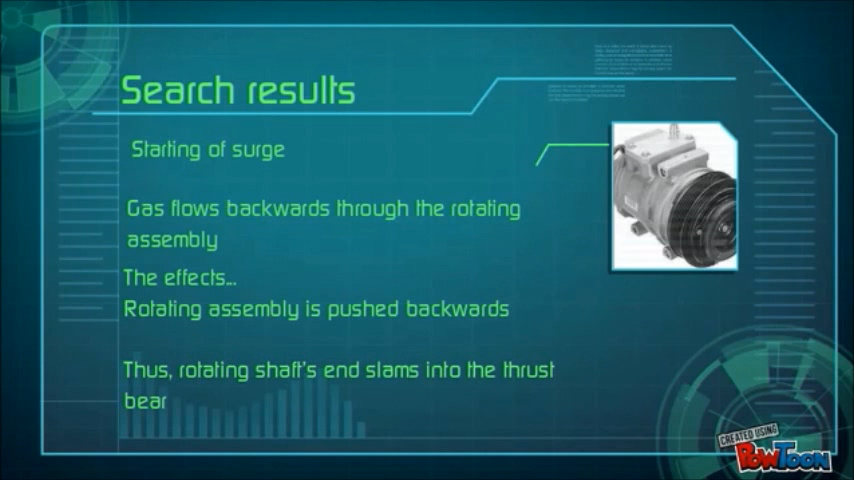 Search results
Starting of surge
Gas flows backwards through the rotating
assembly
The effects...
Rotating assembly is pushed backwards
Thus, rotating shaft's end slams into the thrust
bear
CREATED USING
POWTOON